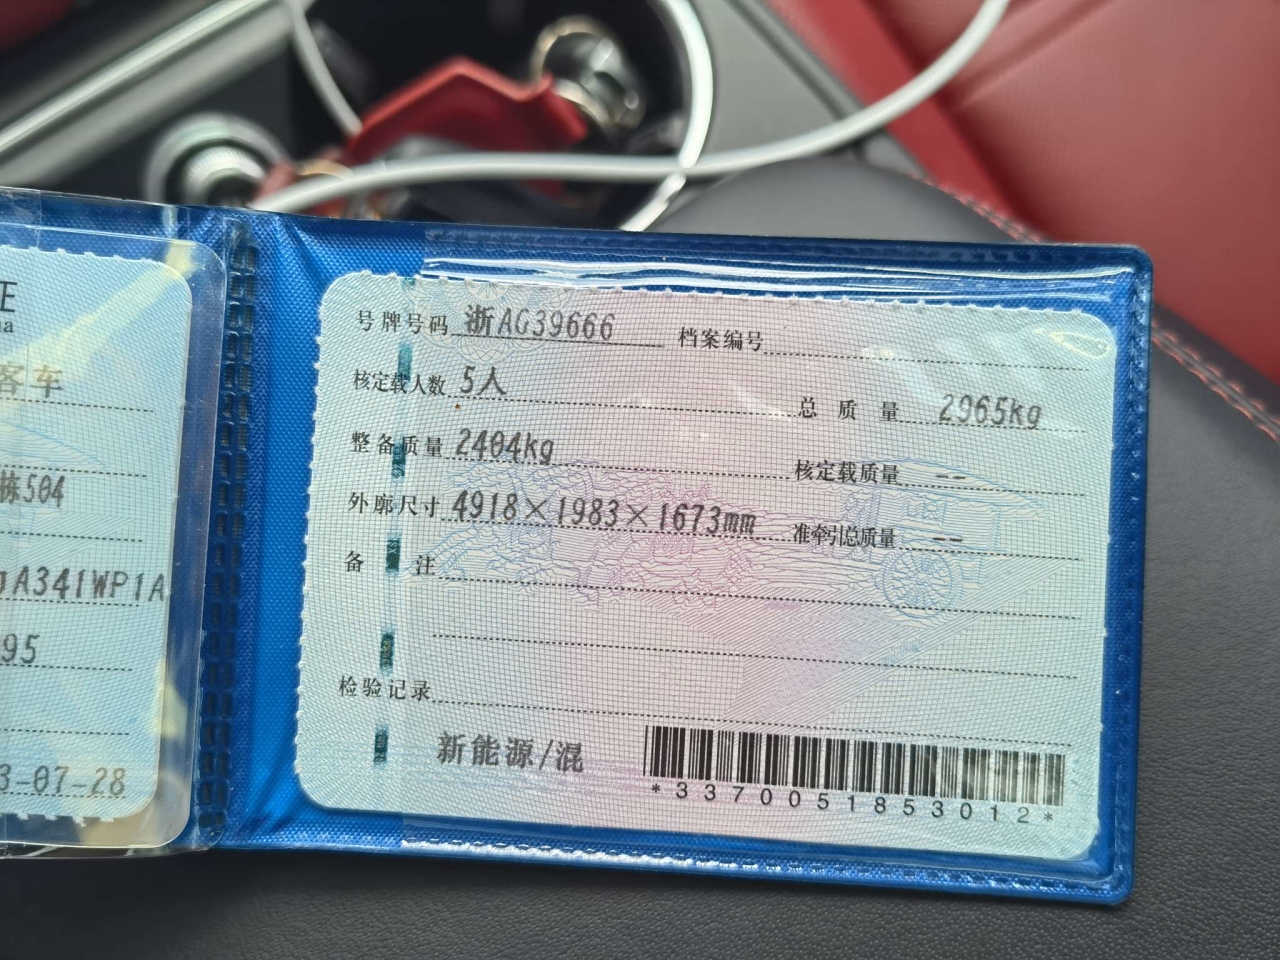 证
客车
栋504
A341WP1A
95
3-07-28
号牌号码 浙AG39666 档案编号
核定载人数 5人 总质量 2965kg
整备质量 2404kg 核定载质量 --
外廓尺寸 4918×1983×1673mm 准牵引总质量 --
备注
检验记录
新能源/混
*3370051853012*